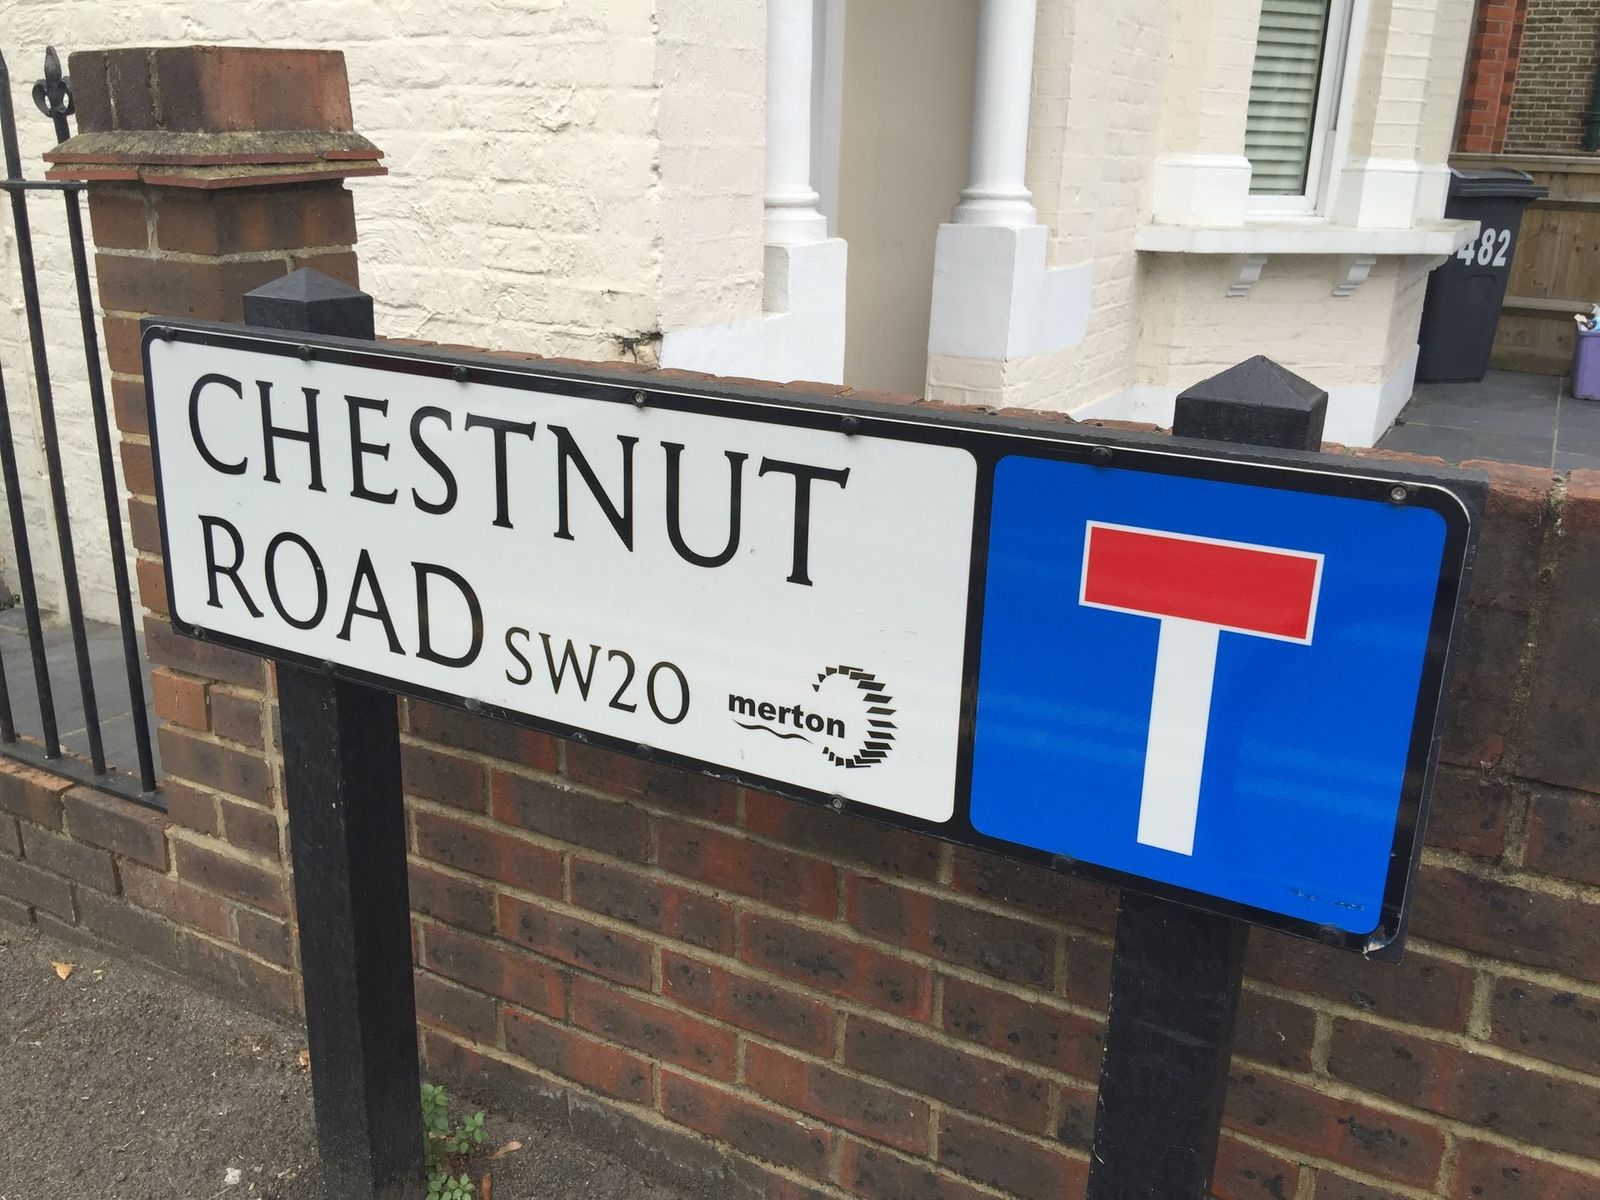 CHESTNUT
ROAD SW20
merton
482